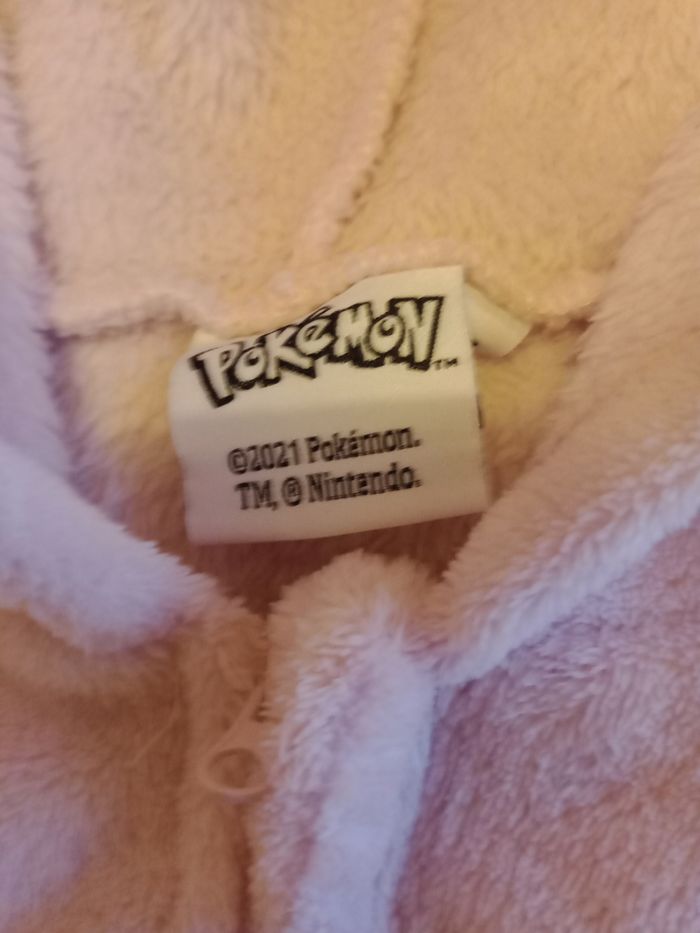 POKéMON™
©2021 Pokémon.
TM, ® Nintendo.